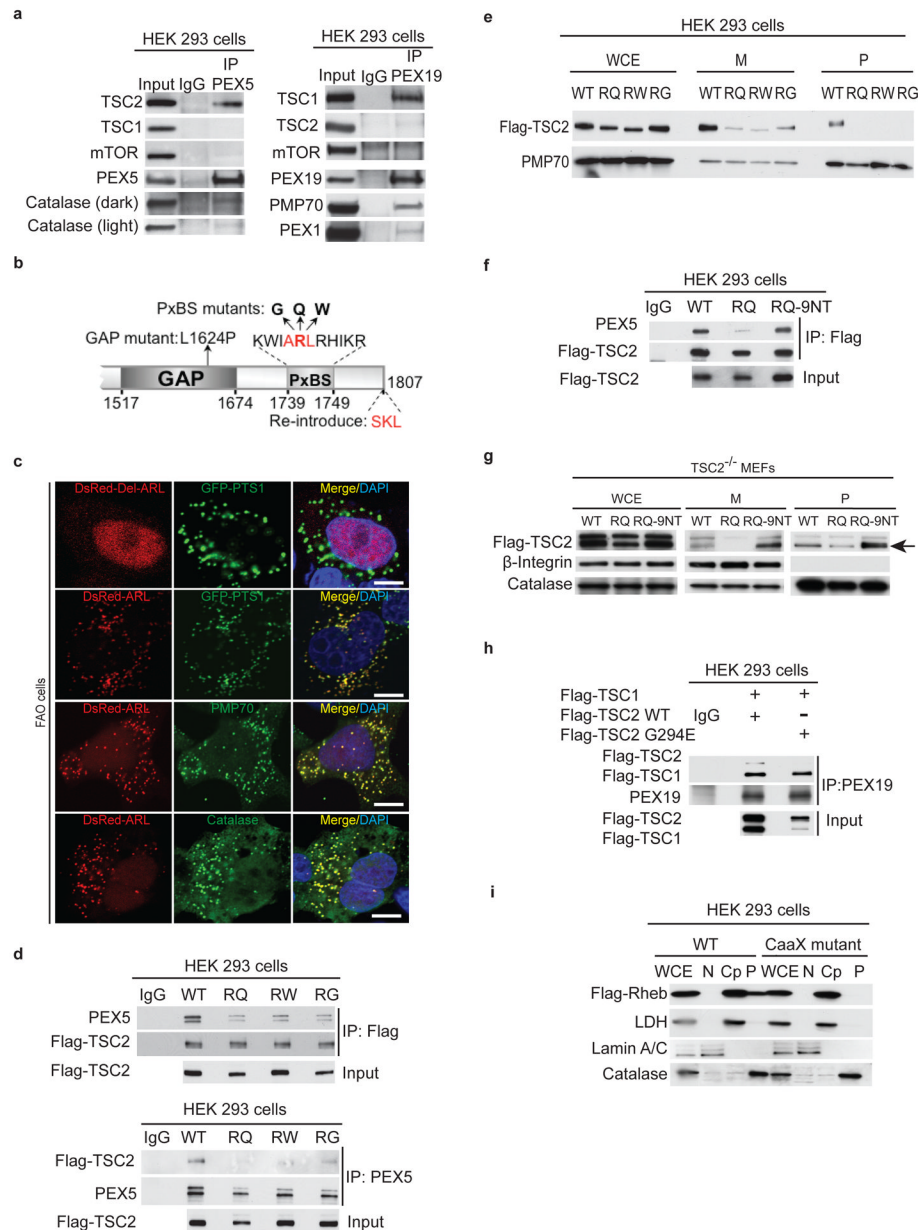 a
HEK 293 cells
Input IgG IP PEX5
TSC2
TSC1
mTOR
PEX5
Catalase (dark)
Catalase (light)
HEK 293 cells
Input IgG IP PEX19
TSC1
TSC2
mTOR
PEX19
PMP70
PEX1
b
PxBS mutants: G Q W
GAP mutant:L1624P KWIARLRHIKR
GAP PxBS 1807
1517 1674 1739 1749
Re-introduce: SKL
c
FAO cells
DsRed-Del-ARL GFP-PTS1 Merge/DAPI
DsRed-ARL GFP-PTS1 Merge/DAPI
DsRed-ARL PMP70 Merge/DAPI
DsRed-ARL Catalase Merge/DAPI
d
HEK 293 cells
IgG WT RQ RW RG
PEX5
Flag-TSC2
IP: Flag
Flag-TSC2 Input
HEK 293 cells
IgG WT RQ RW RG
Flag-TSC2
PEX5
IP: PEX5
Flag-TSC2 Input
e
HEK 293 cells
WCE M P
WT RQ RW RG WT RQ RW RG WT RQ RW RG
Flag-TSC2
PMP70
f
HEK 293 cells
IgG WT RQ RQ-9NT
PEX5
Flag-TSC2
IP: Flag
Flag-TSC2 Input
g
TSC2-/- MEFs
WCE M P
WT RQ RQ-9NT WT RQ RQ-9NT WT RQ RQ-9NT
Flag-TSC2
β-Integrin
Catalase
h
HEK 293 cells
Flag-TSC1 + +
Flag-TSC2 WT IgG + -
Flag-TSC2 G294E +
Flag-TSC2
Flag-TSC1
PEX19
IP:PEX19
Flag-TSC2
Flag-TSC1
Input
i
HEK 293 cells
WT CaaX mutant
WCE N Cp P WCE N Cp P
Flag-Rheb
LDH
Lamin A/C
Catalase